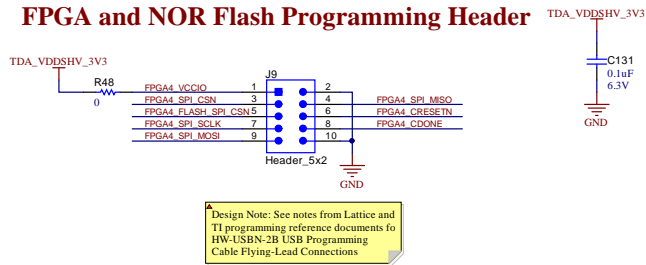 FPGA and NOR Flash Programming Header
TDA_VDDSHV_3V3
C131
0.1uF
6.3V
GND
TDA_VDDSHV_3V3
R48
0
J9
FPGA4_VCCIO 1 2
FPGA4_SPI_CSN 3 4 FPGA4_SPI_MISO
FPGA4_FLASH_SPI_CSN 5 6 FPGA4_CRESETN
FPGA4_SPI_SCLK 7 8 FPGA4_CDONE
FPGA4_SPI_MOSI 9 10
Header_5x2
GND
Design Note: See notes from Lattice and
TI programming reference documents fo
HW-USBN-2B USB Programming
Cable Flying-Lead Connections